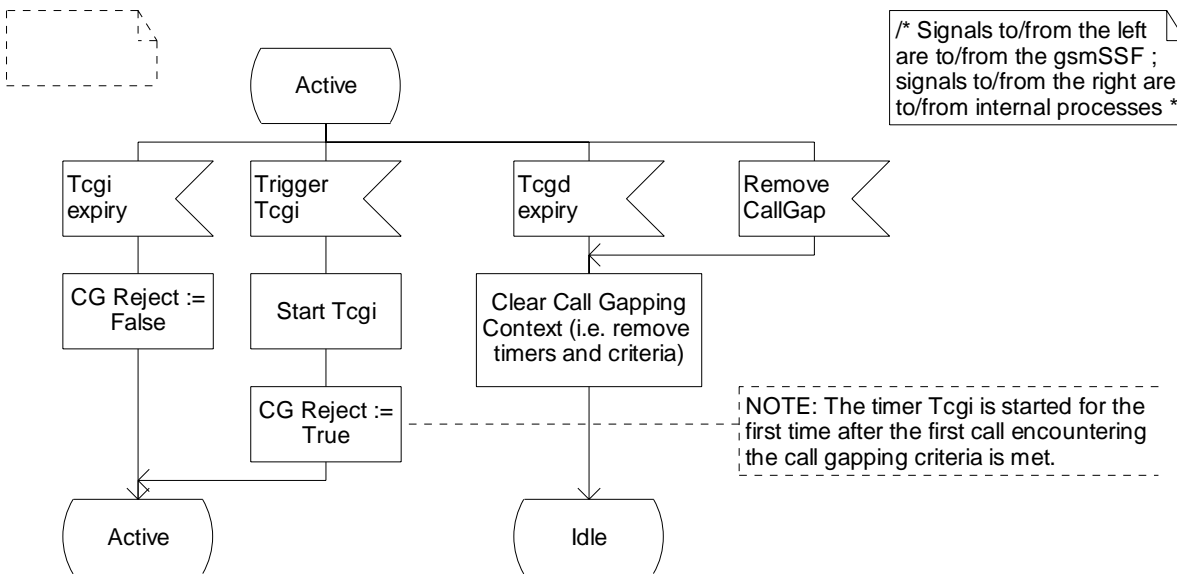 /* Signals to/from the left
are to/from the gsmSSF ;
signals to/from the right are
to/from internal processes *
Active
Tcgi
expiry
Trigger
Tcgi
Tcgd
expiry
Remove
CallGap
CG Reject :=
False
Start Tcgi
Clear Call Gapping
Context (i.e. remove
timers and criteria)
CG Reject :=
True
NOTE: The timer Tcgi is started for the
first time after the first call encountering
the call gapping criteria is met.
Active
Idle